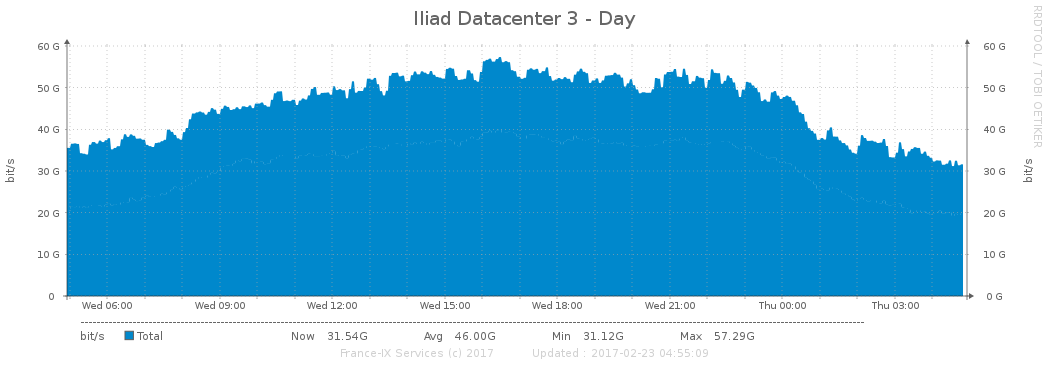 Iliad Datacenter 3 - Day
RRDTOOL / TOBI OETIKER
60 G 60 G
50 G 50 G
40 G 40 G
30 G 30 G
20 G 20 G
10 G 10 G
0 0 G
bit/s
bit/s
Wed 06:00 Wed 09:00 Wed 12:00 Wed 15:00 Wed 18:00 Wed 21:00 Thu 00:00 Thu 03:00
bit/s Total Now 31.54G Avg 46.00G Min 31.12G Max 57.29G
France-IX Services (c) 2017 Updated : 2017-02-23 04:55:09